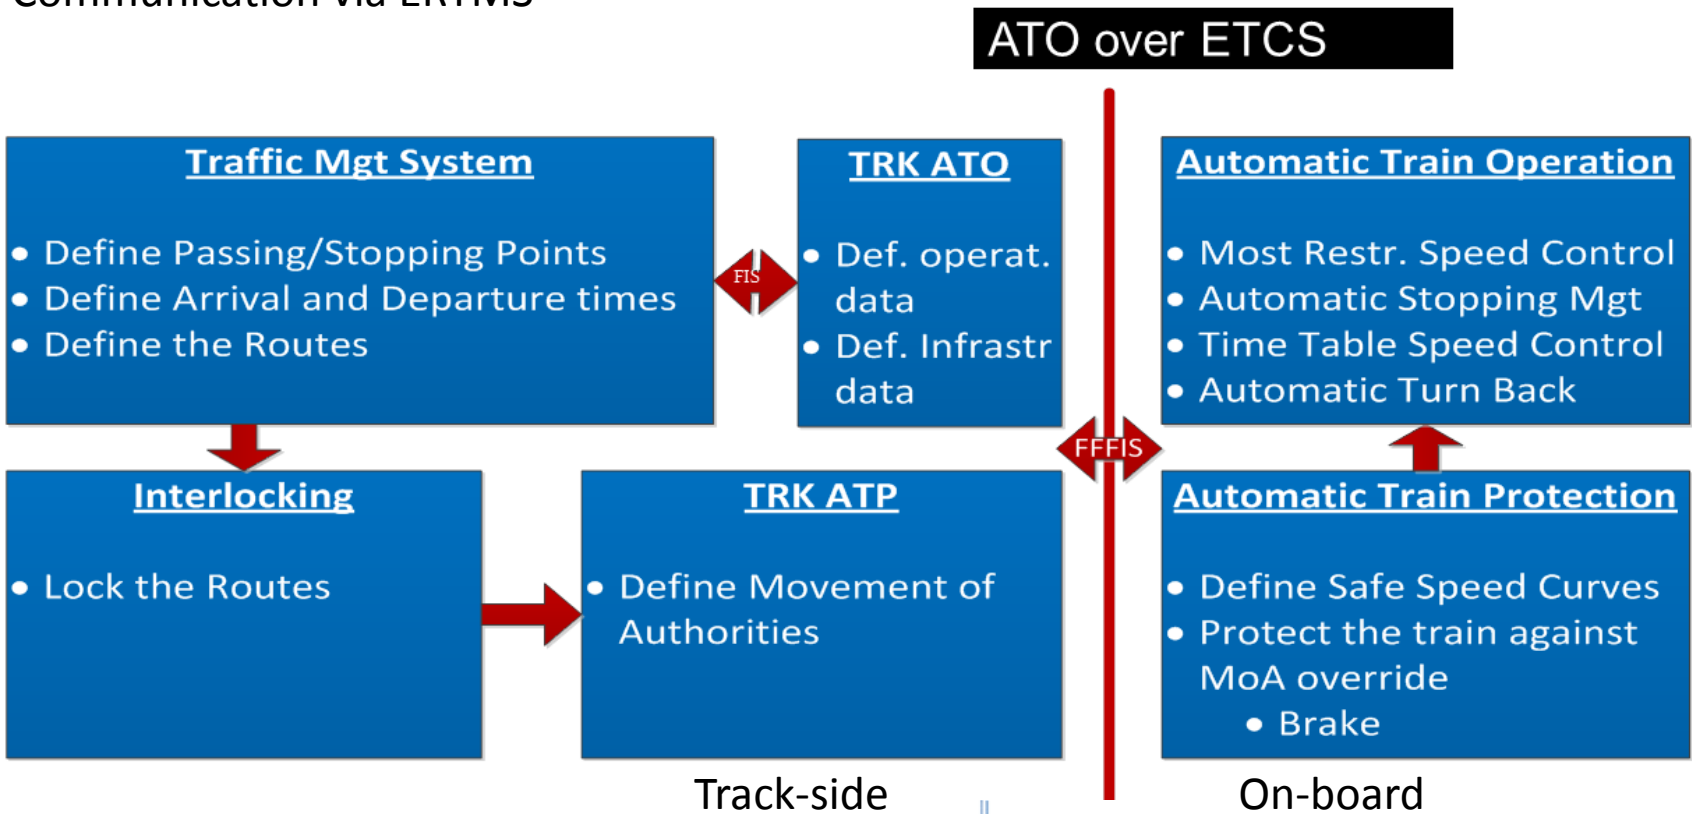 Communication via ERTMS
ATO over ETCS
Traffic Mgt System
• Define Passing/Stopping Points
• Define Arrival and Departure times
• Define the Routes
FIS
TRK ATO
• Def. operat.
data
• Def. Infrastr
data
Automatic Train Operation
• Most Restr. Speed Control
• Automatic Stopping Mgt
• Time Table Speed Control
• Automatic Turn Back
FFFIS
Interlocking
• Lock the Routes
TRK ATP
• Define Movement of
Authorities
Automatic Train Protection
• Define Safe Speed Curves
• Protect the train against
MoA override
• Brake
Track-side
On-board